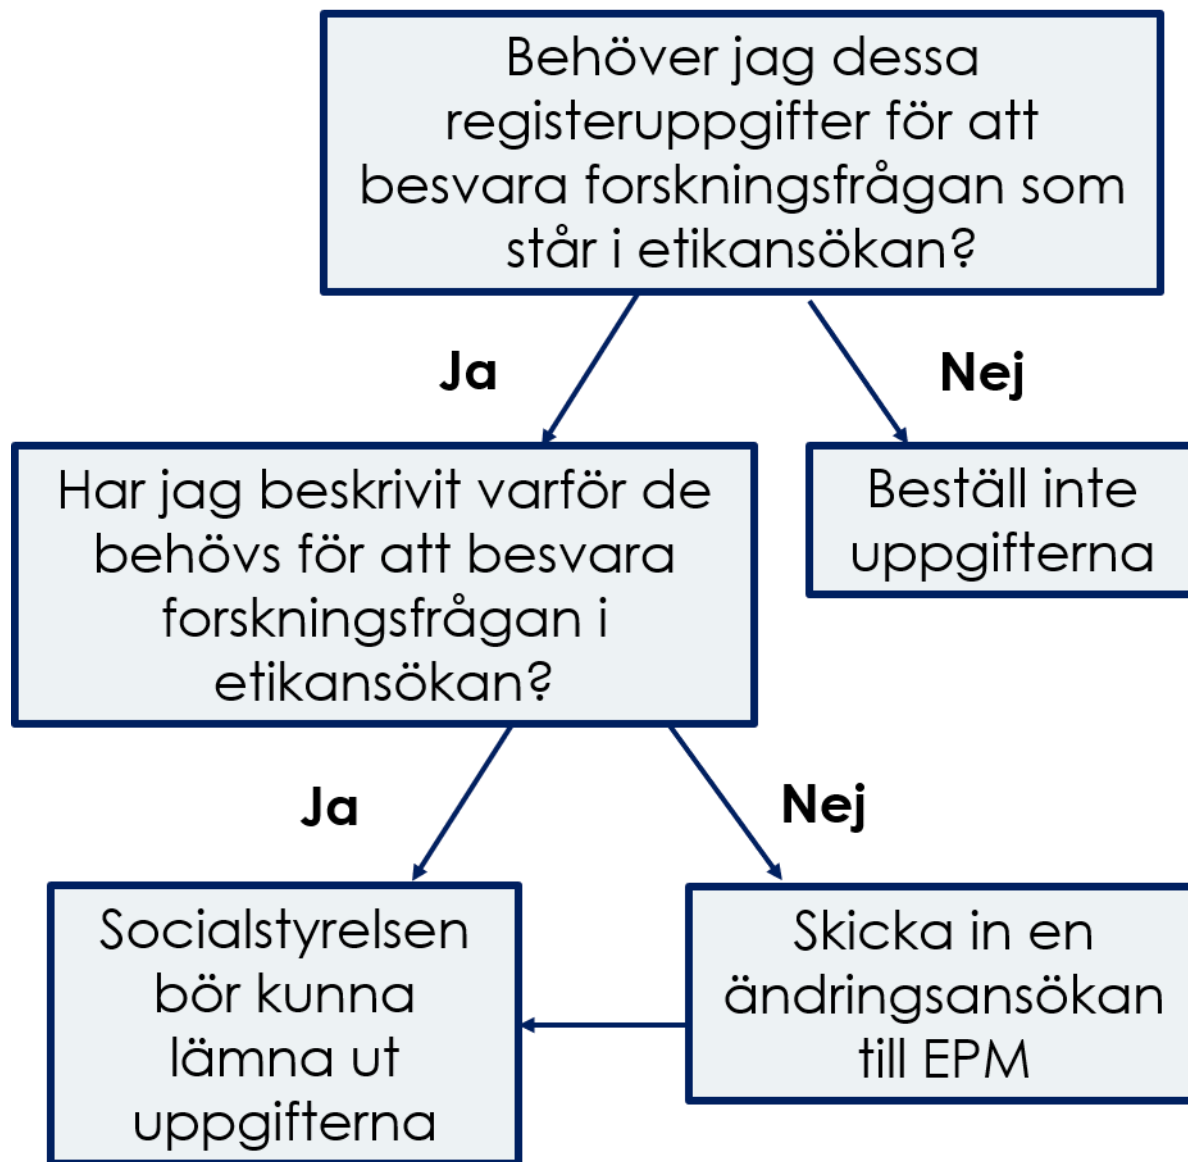 Behöver jag dessa
registeruppgifter för att
besvara forskningsfrågan som
står i etikansökan?
Ja
Nej
Har jag beskrivit varför de
behövs för att besvara
forskningsfrågan i
etikansökan?
Beställ inte
uppgifterna
Ja
Nej
Socialstyrelsen
bör kunna
lämna ut
uppgifterna
Skicka in en
ändringsansökan
till EPM